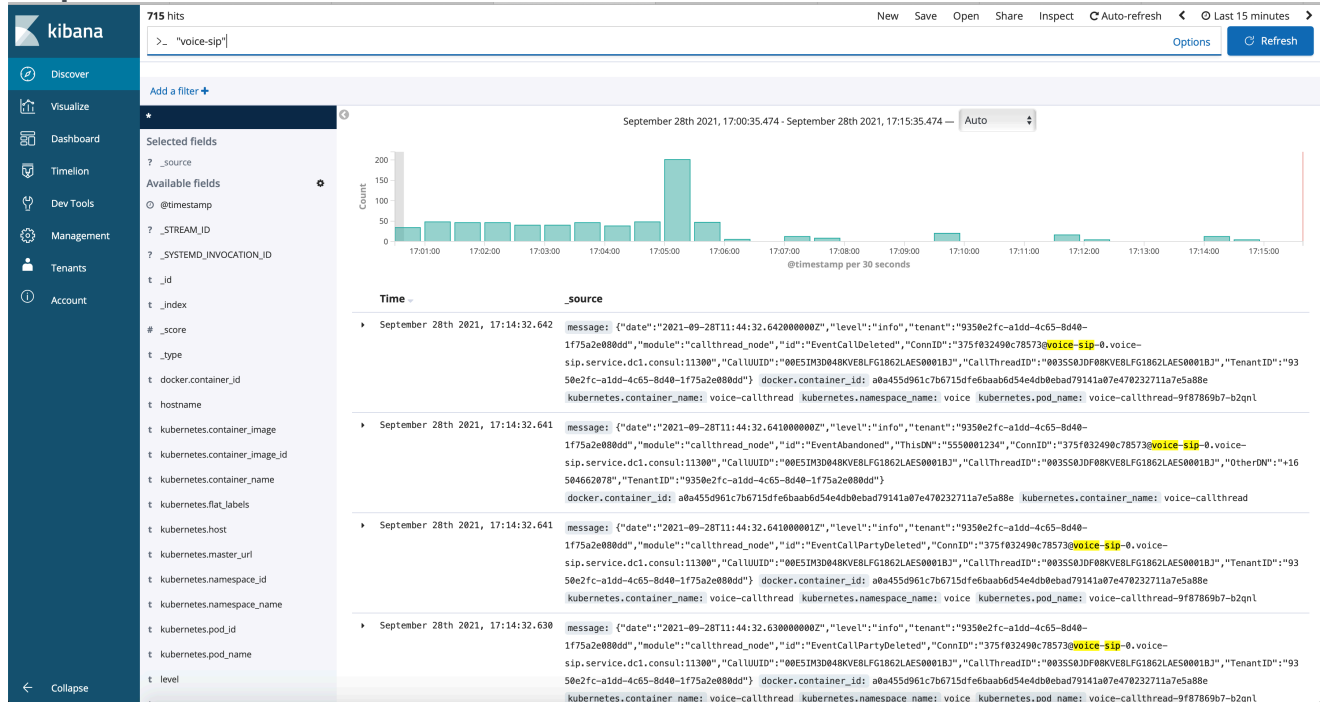 kibana
Discover
Visualize
Dashboard
Timelion
Dev Tools
Management
Tenants
Account
Collapse
715 hits
New Save Open Share Inspect Auto-refresh Last 15 minutes
>_ "voice-sip"
Options
Refresh
Add a filter +
*
Selected fields
? _source
Available fields
@timestamp
? _STREAM_ID
? _SYSTEMD_INVOCATION_ID
t _id
t _index
# _score
t _type
t docker.container_id
t hostname
t kubernetes.container_image
t kubernetes.container_image_id
t kubernetes.container_name
t kubernetes.flat_labels
t kubernetes.host
t kubernetes.master_url
t kubernetes.namespace_id
t kubernetes.namespace_name
t kubernetes.pod_id
t kubernetes.pod_name
t level
September 28th 2021, 17:00:35.474 - September 28th 2021, 17:15:35.474 — Auto
Count
200
150
100
50
0
17:01:00 17:02:00 17:03:00 17:04:00 17:05:00 17:06:00 17:07:00 17:08:00 17:09:00 17:10:00 17:11:00 17:12:00 17:13:00 17:14:00 17:15:00
@timestamp per 30 seconds
Time _source
September 28th 2021, 17:14:32.642 message: {"date":"2021-09-28T11:44:32.642000000Z","level":"info","tenant":"9350e2fc-a1dd-4c65-8d40-
1f75a2e080dd","module":"callthread_node","id":"EventCallDeleted","ConnID":"375f032490c78573@voice-sip-0.voice-
sip.service.dc1.consul:11300","CallUUID":"00E5IM3D048KVE8LFG1862LAES0001BJ","CallThreadID":"003SS0JDF08KVE8LFG1862LAES0001BJ","TenantID":"93
50e2fc-a1dd-4c65-8d40-1f75a2e080dd"} docker.container_id: a0a455d961c7b6715dfe6baab6d54e4db0ebad79141a07e470232711a7e5a88e
kubernetes.container_name: voice-callthread kubernetes.namespace_name: voice kubernetes.pod_name: voice-callthread-9f87869b7-b2qnl
September 28th 2021, 17:14:32.641 message: {"date":"2021-09-28T11:44:32.641000000Z","level":"info","tenant":"9350e2fc-a1dd-4c65-8d40-
1f75a2e080dd","module":"callthread_node","id":"EventAbandoned","ThisDN":"5550001234","ConnID":"375f032490c78573@voice-sip-0.voice-
sip.service.dc1.consul:11300","CallUUID":"00E5IM3D048KVE8LFG1862LAES0001BJ","CallThreadID":"003SS0JDF08KVE8LFG1862LAES0001BJ","OtherDN":"+16
504662078","TenantID":"9350e2fc-a1dd-4c65-8d40-1f75a2e080dd"}
docker.container_id: a0a455d961c7b6715dfe6baab6d54e4db0ebad79141a07e470232711a7e5a88e kubernetes.container_name: voice-callthread
September 28th 2021, 17:14:32.641 message: {"date":"2021-09-28T11:44:32.641000001Z","level":"info","tenant":"9350e2fc-a1dd-4c65-8d40-
1f75a2e080dd","module":"callthread_node","id":"EventCallPartyDeleted","ConnID":"375f032490c78573@voice-sip-0.voice-
sip.service.dc1.consul:11300","CallUUID":"00E5IM3D048KVE8LFG1862LAES0001BJ","CallThreadID":"003SS0JDF08KVE8LFG1862LAES0001BJ","TenantID":"93
50e2fc-a1dd-4c65-8d40-1f75a2e080dd"} docker.container_id: a0a455d961c7b6715dfe6baab6d54e4db0ebad79141a07e470232711a7e5a88e
kubernetes.container_name: voice-callthread kubernetes.namespace_name: voice kubernetes.pod_name: voice-callthread-9f87869b7-b2qnl
September 28th 2021, 17:14:32.630 message: {"date":"2021-09-28T11:44:32.630000000Z","level":"info","tenant":"9350e2fc-a1dd-4c65-8d40-
1f75a2e080dd","module":"callthread_node","id":"EventCallPartyDeleted","ConnID":"375f032490c78573@voice-sip-0.voice-
sip.service.dc1.consul:11300","CallUUID":"00E5IM3D048KVE8LFG1862LAES0001BJ","CallThreadID":"003SS0JDF08KVE8LFG1862LAES0001BJ","TenantID":"93
50e2fc-a1dd-4c65-8d40-1f75a2e080dd"} docker.container_id: a0a455d961c7b6715dfe6baab6d54e4db0ebad79141a07e470232711a7e5a88e
kubernetes.container_name: voice-callthread kubernetes.namespace_name: voice kubernetes.pod_name: voice-callthread-9f87869b7-b2qnl